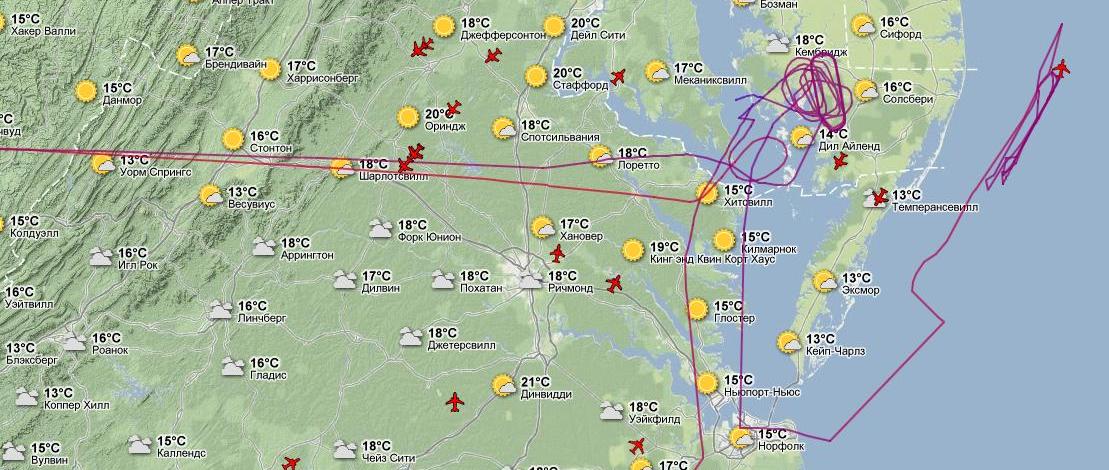 15°C
Хакер Валли
Аппер Тракт
18°C
Джефферсонтон
20°C
Дейл Сити
Бозман
16°C
Сифорд
17°C
Брендивайн
17°C
Харрисонберг
18°C
Кембридж
20°C
Стаффорд
17°C
Меканиксвилл
16°C
Солсбери
15°C
Данмор
20°C
Ориндж
18°C
Спотсильвания
16°C
Стонтон
14°C
Дил Айленд
13°C
Уорм Спрингс
18°C
Шарлотсвилл
18°C
Лоретто
13°C
Весувиус
15°C
Хитсвилл
13°C
Темперансевилл
15°C
Колдуэлл
18°C
Форк Юнион
17°C
Хановер
18°C
Аррингтон
19°C
Кинг энд Квин Корт Хаус
15°C
Килмарнок
16°C
Игл Рок
17°C
Дилвин
18°C
Похатан
18°C
Ричмонд
13°C
Эксмор
16°C
Уэйтвилл
16°C
Линчберг
15°C
Глостер
18°C
Джетерсвилл
16°C
Роанок
13°C
Кейп-Чарлз
13°C
Блэксберг
16°C
Гладис
21°C
Динвидди
15°C
Ньюпорт-Ньюс
13°C
Коппер Хилл
18°C
Уэйкфилд
15°C
Норфолк
15°C
Вулвин
15°C
Каллендс
18°C
Чейз Сити
17°C
18°C